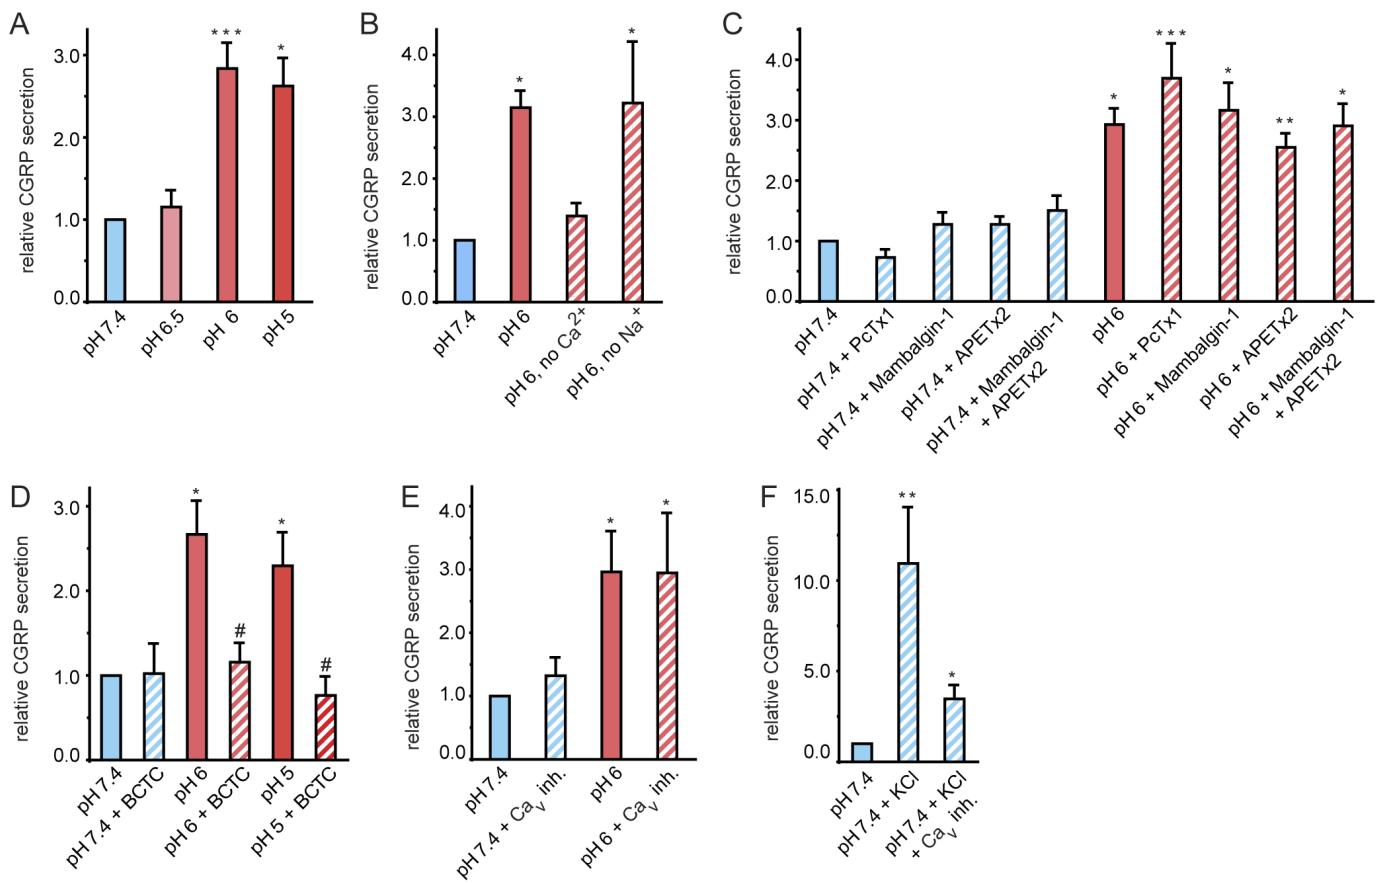 A
relative CGRP secretion
3.0
2.0
1.0
0.0
***
*
pH 7.4
pH 6.5
pH 6
pH 5
B
relative CGRP secretion
4.0
3.0
2.0
1.0
0.0
*
*
pH 7.4
pH 6
pH 6, no Ca2+
pH 6, no Na+
C
relative CGRP secretion
4.0
3.0
2.0
1.0
0.0
*
***
*
**
*
pH 7.4
pH 7.4 + PcTx1
pH 7.4 + Mambalgin-1
pH 7.4 + APETx2
pH 7.4 + Mambalgin-1
+ APETx2
pH 6
pH 6 + PcTx1
pH 6 + Mambalgin-1
pH 6 + APETx2
pH 6 + Mambalgin-1
+ APETx2
D
relative CGRP secretion
3.0
2.0
1.0
0.0
*
#
*
#
pH 7.4
pH 7.4 + BCTC
pH 6
pH 6 + BCTC
pH 5
pH 5 + BCTC
E
relative CGRP secretion
4.0
3.0
2.0
1.0
0.0
*
*
pH 7.4
pH 7.4 + Cav inh.
pH 6
pH 6 + Cav inh.
F
relative CGRP secretion
15.0
10.0
5.0
0.0
**
*
pH 7.4
pH 7.4 + KCl
pH 7.4 + KCl
+ Cav inh.